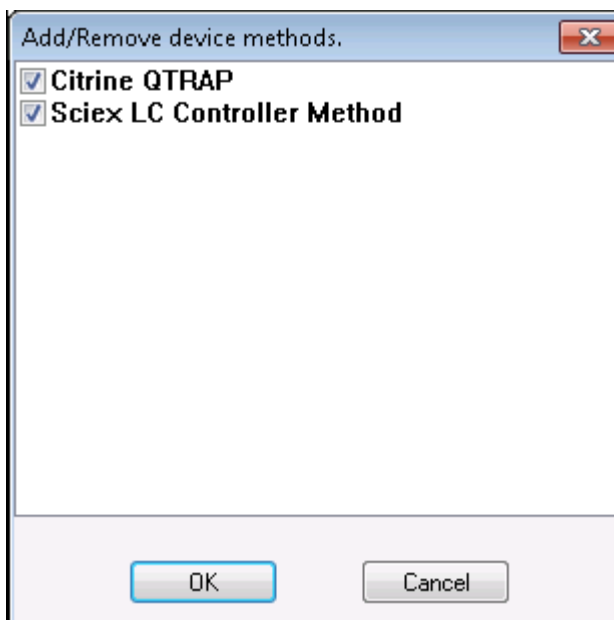 Add/Remove device methods.
Citrine QTRAP
Sciex LC Controller Method
OK
Cancel